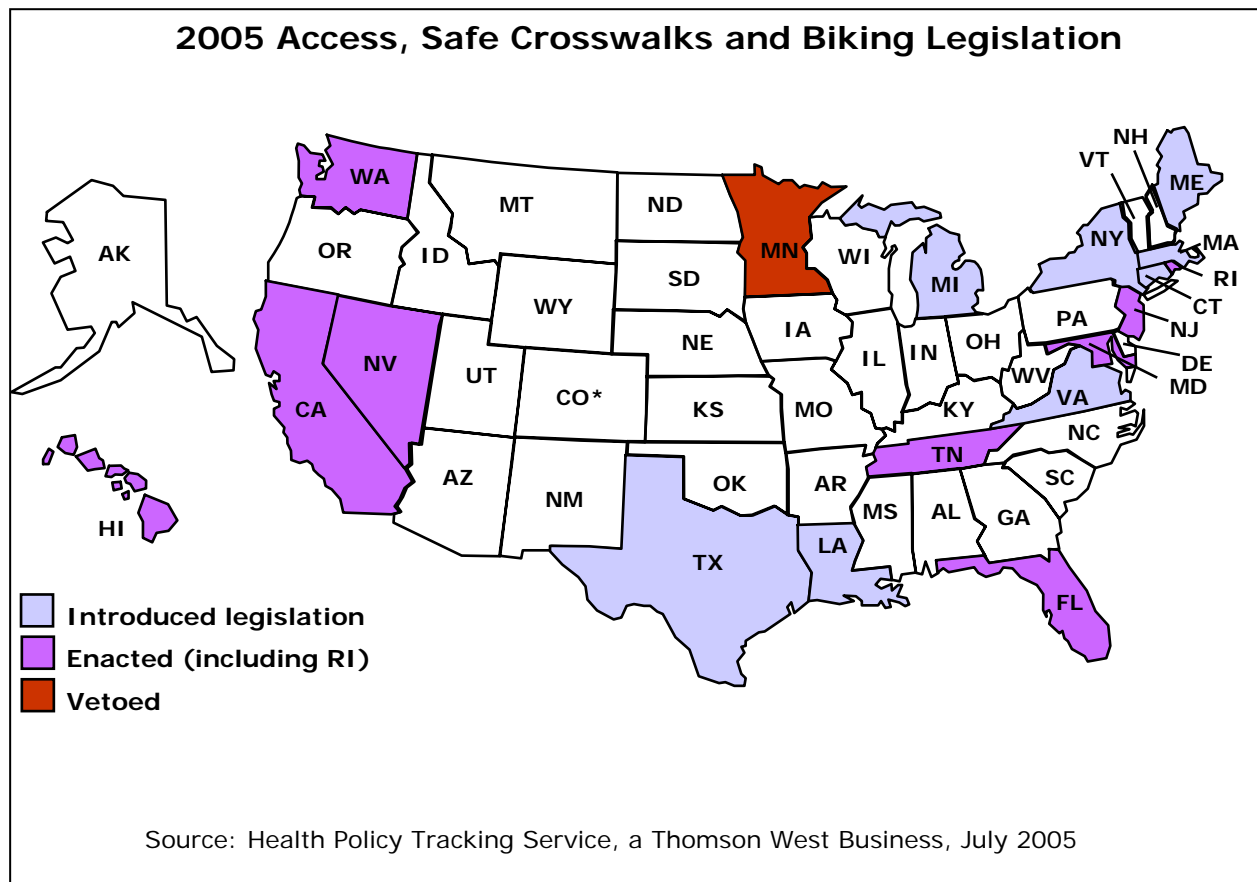 2005 Access, Safe Crosswalks and Biking Legislation
NH
VT
WA
ME
MT
ND
AK
OR
ID
MN
WI
NY
MA
SD
MI
RI
WY
CT
PA
NJ
IA
NE
OH
IN
NV
UT
IL
DE
WV
CO*
MD
CA
KS
MO
VA
KY
NC
TN
AZ
SC
OK
AR
NM
MS
AL
GA
HI
LA
TX
FL
Introduced legislation
Enacted (including RI)
Vetoed
Source: Health Policy Tracking Service, a Thomson West Business, July 2005